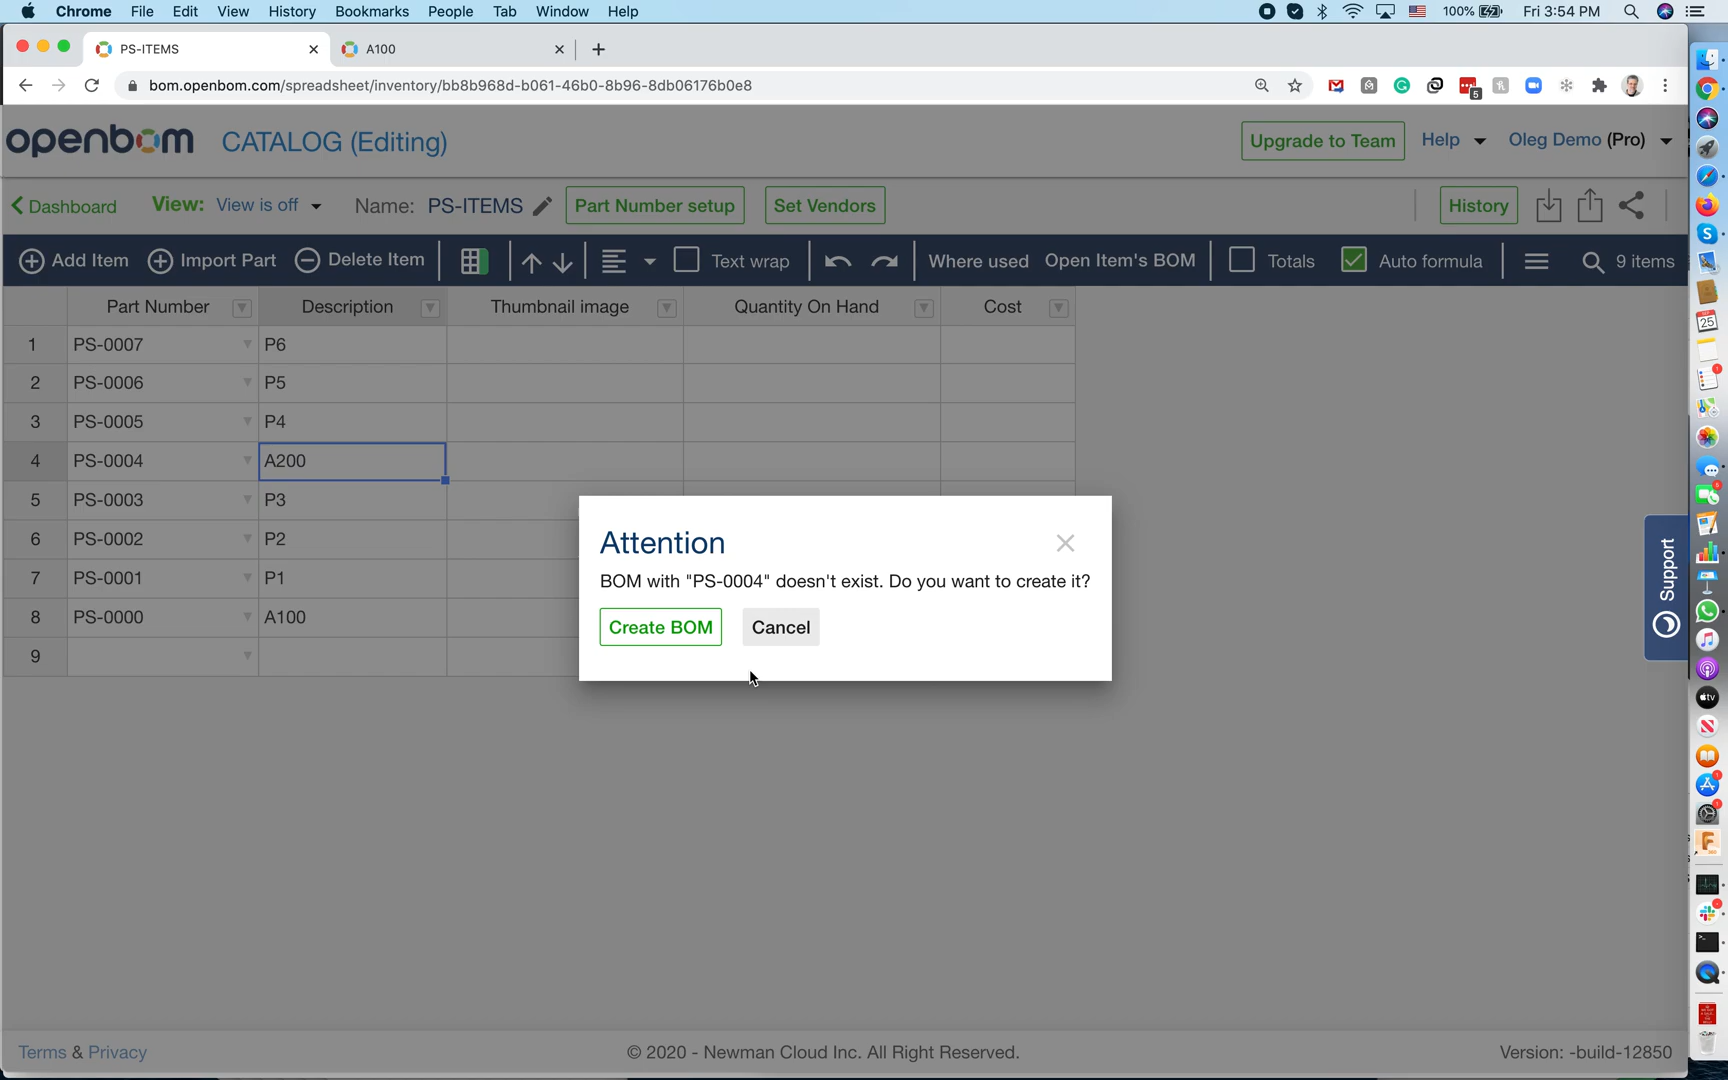 Chrome File Edit View History Bookmarks People Tab Window Help 100% Fri 3:54 PM
PS-ITEMS A100
bom.openbom.com/spreadsheet/inventory/bb8b968d-b061-46b0-8b96-8db06176b0e8 5
openbom CATALOG (Editing) Upgrade to Team Help Oleg Demo (Pro)
Dashboard View: View is off Name: PS-ITEMS Part Number setup Set Vendors History
Add Item Import Part Delete Item Text wrap Where used Open Item's BOM Totals Auto formula 9 items
Part Number Description Thumbnail image Quantity On Hand Cost
1 PS-0007 P6
2 PS-0006 P5
3 PS-0005 P4
4 PS-0004 A200
5 PS-0003 P3
6 PS-0002 P2
7 PS-0001 P1
8 PS-0000 A100
9
Attention
BOM with "PS-0004" doesn't exist. Do you want to create it?
Create BOM Cancel
Support
25
tv
Terms & Privacy © 2020 - Newman Cloud Inc. All Right Reserved. Version: -build-12850